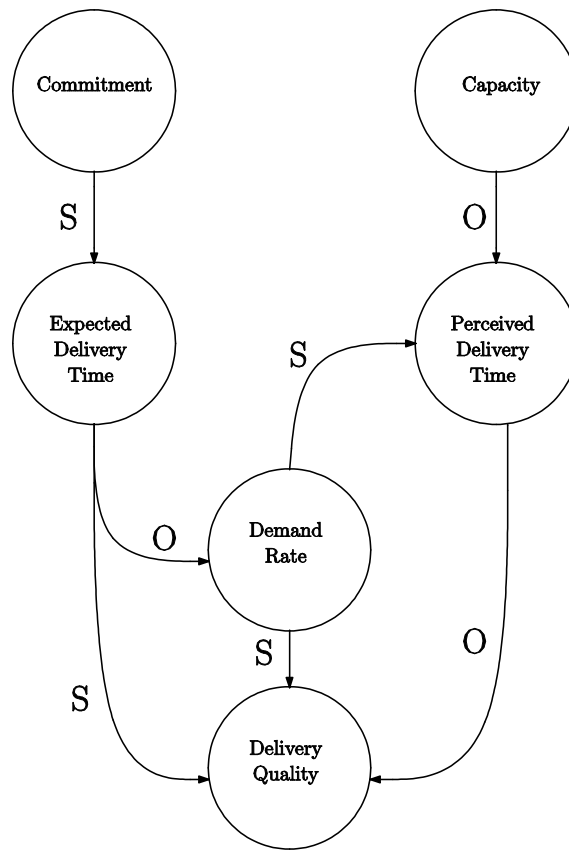 Commitment
Capacity
S
O
Expected
Delivery
Time
Perceived
Delivery
Time
S
O
Demand
Rate
S
O
S
Delivery
Quality